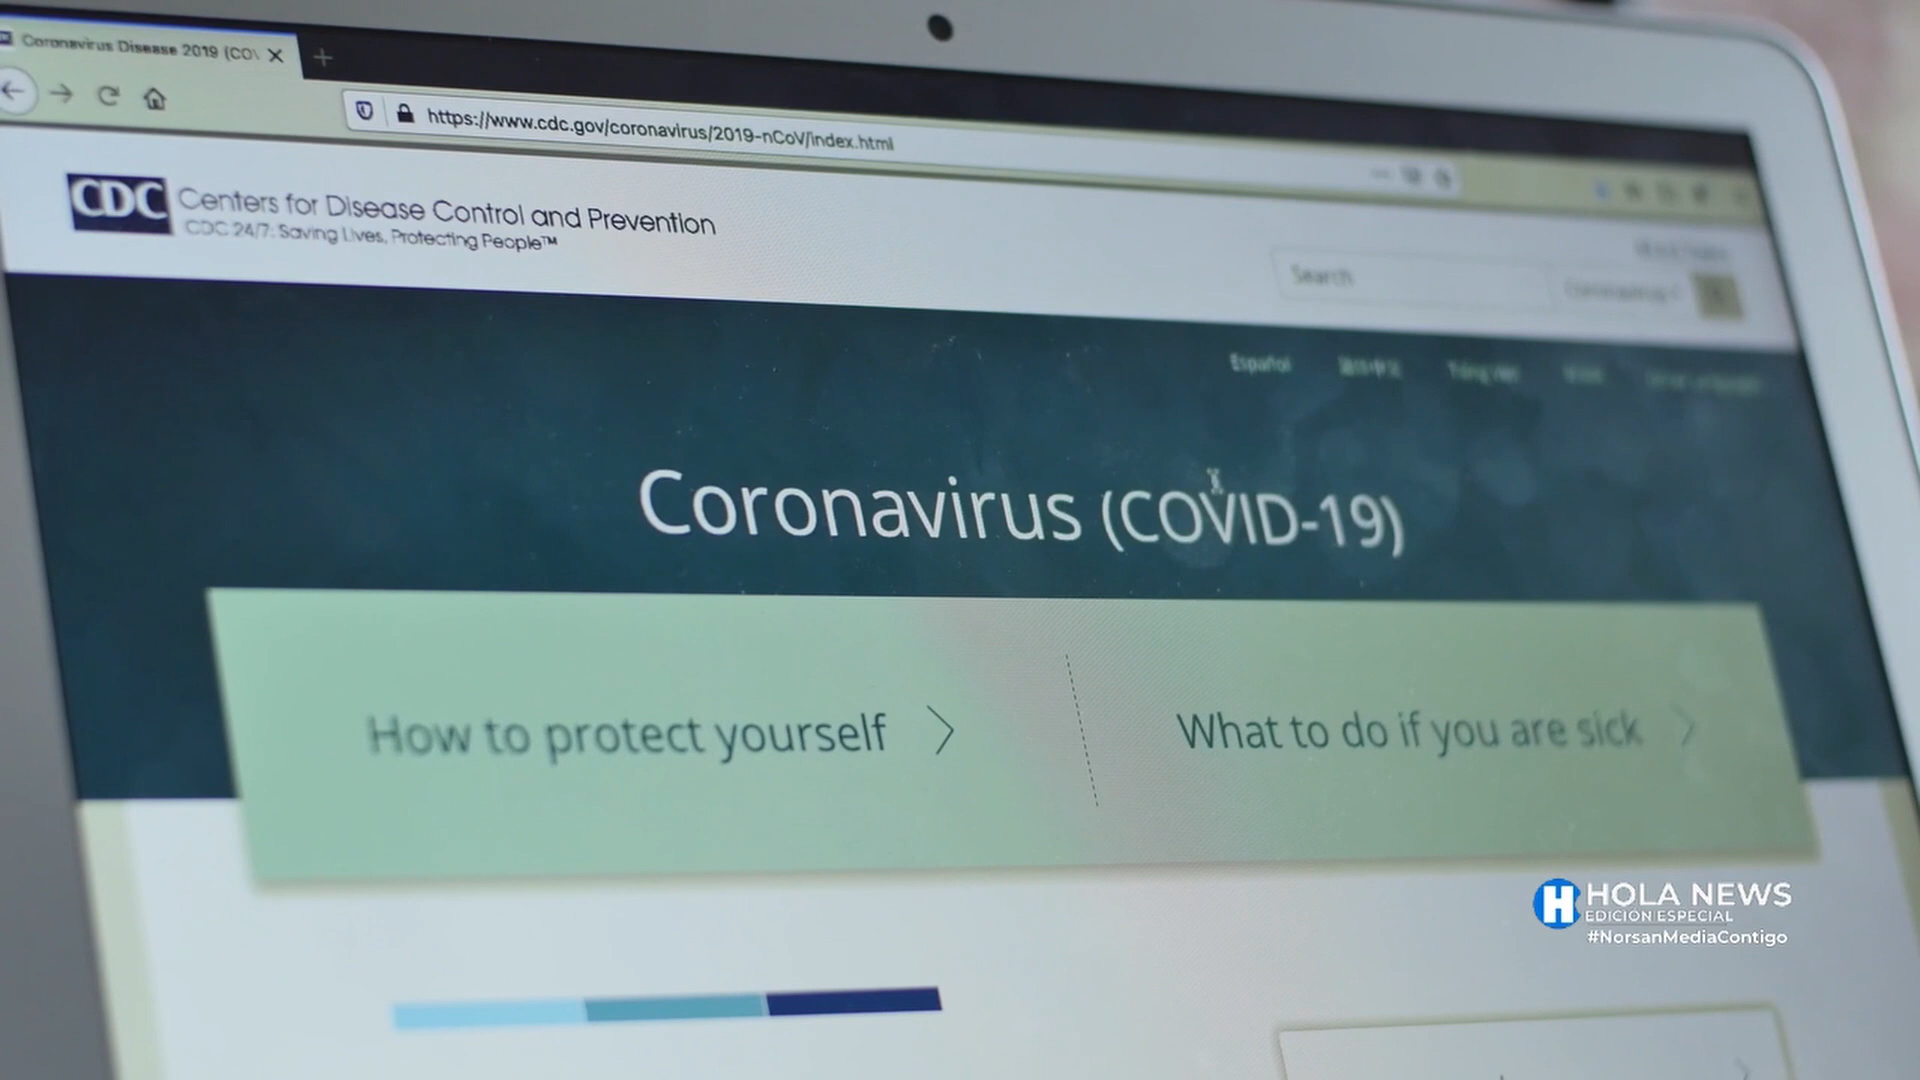 Coronavirus Disease 2019 (CO
https://www.cdc.gov/coronavirus/2019-nCoV/index.html
CDC Centers for Disease Control and Prevention
CDC 24/7: Saving Lives, Protecting People™
Search
Español
Coronavirus (COVID-19)
How to protect yourself
What to do if you are sick
H HOLA NEWS
EDICIÓN ESPECIAL
#NorsanMediaContigo